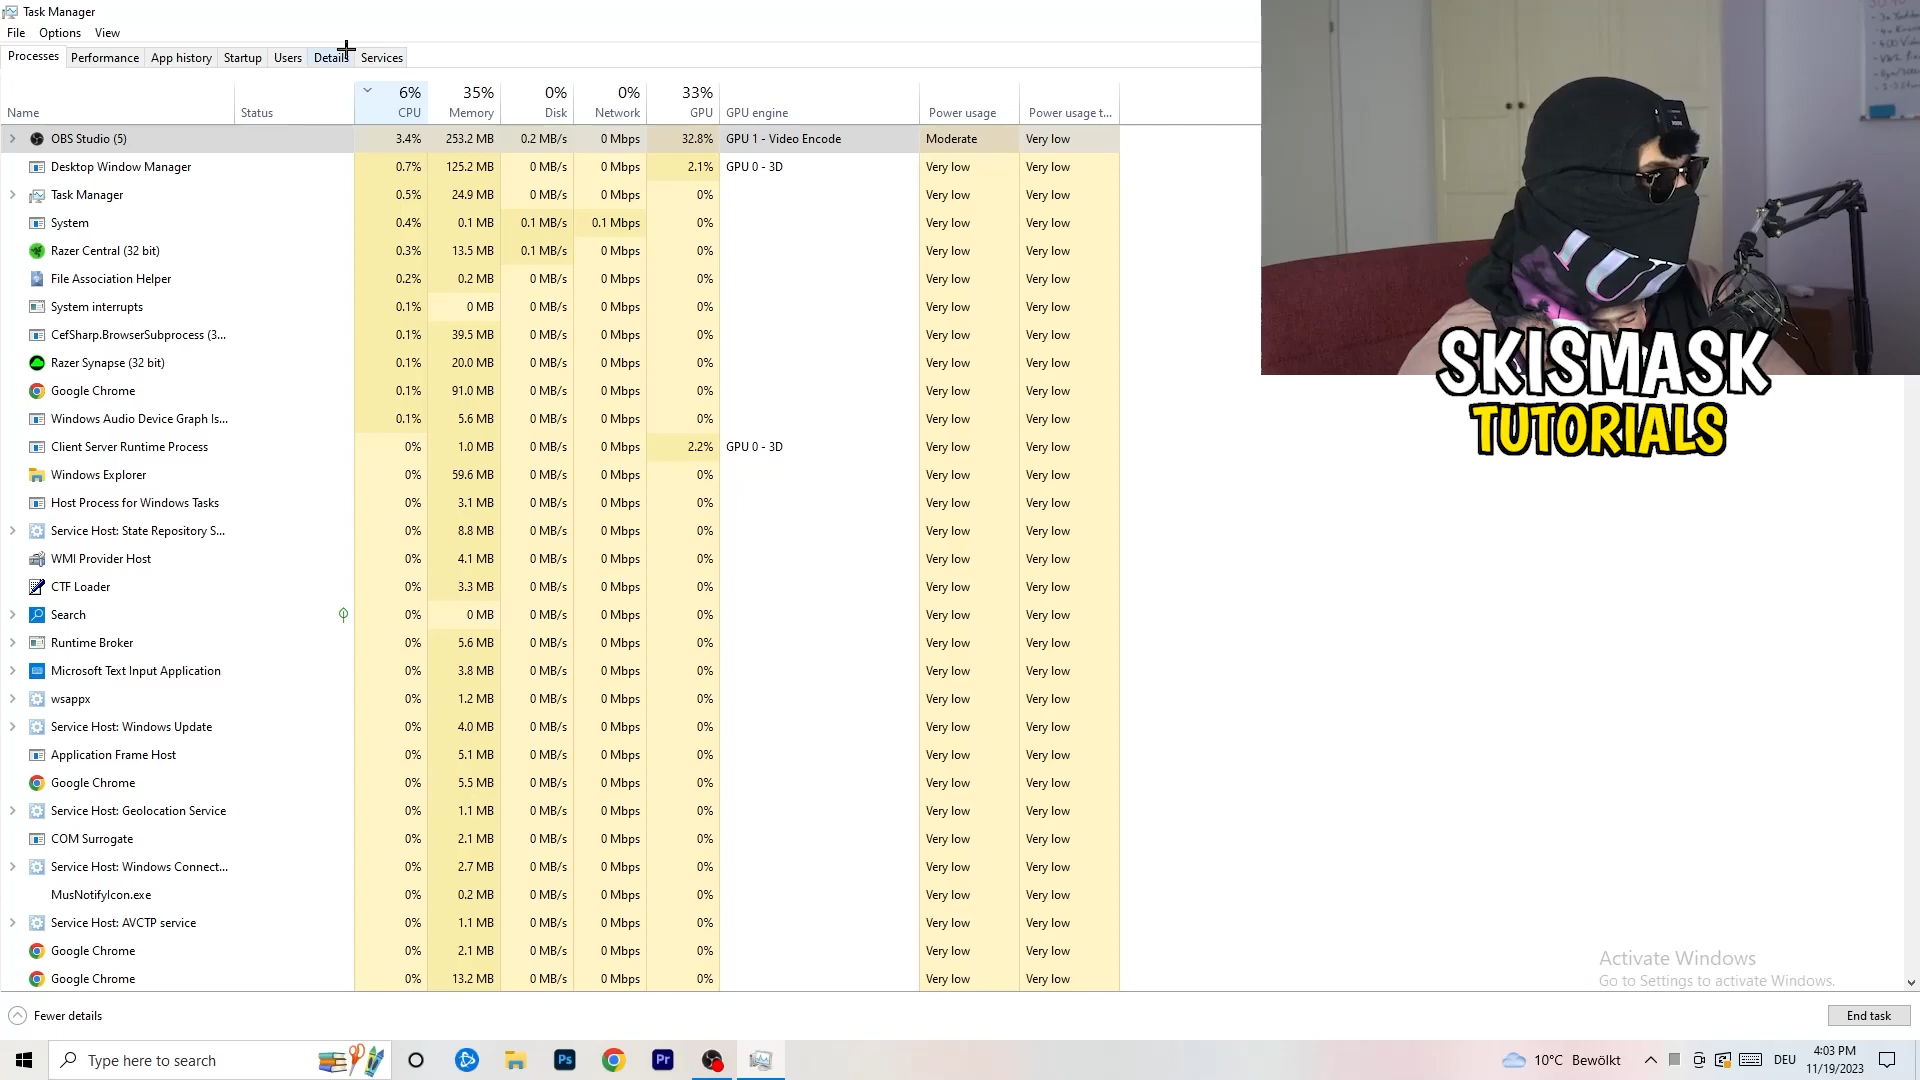 Task Manager
File Options View
Processes Performance App history Startup Users Details Services
6% 35% 0% 0% 33%
Name Status CPU Memory Disk Network GPU GPU engine Power usage Power usage t...
OBS Studio (5) 3.4% 253.2 MB 0.2 MB/s 0 Mbps 32.8% GPU 1 - Video Encode Moderate Very low
Desktop Window Manager 0.7% 125.2 MB 0 MB/s 0 Mbps 2.1% GPU 0 - 3D Very low Very low
Task Manager 0.5% 24.9 MB 0 MB/s 0 Mbps 0% Very low Very low
System 0.4% 0.1 MB 0.1 MB/s 0.1 Mbps 0% Very low Very low
Razer Central (32 bit) 0.3% 13.5 MB 0.1 MB/s 0 Mbps 0% Very low Very low
File Association Helper 0.2% 0.2 MB 0 MB/s 0 Mbps 0% Very low Very low
System interrupts 0.1% 0 MB 0 MB/s 0 Mbps 0% Very low Very low
CefSharp.BrowserSubprocess (3... 0.1% 39.5 MB 0 MB/s 0 Mbps 0% Very low Very low
Razer Synapse (32 bit) 0.1% 20.0 MB 0 MB/s 0 Mbps 0% Very low Very low
Google Chrome 0.1% 91.0 MB 0 MB/s 0 Mbps 0% Very low Very low
Windows Audio Device Graph Is... 0.1% 5.6 MB 0 MB/s 0 Mbps 0% Very low Very low
Client Server Runtime Process 0% 1.0 MB 0 MB/s 0 Mbps 2.2% GPU 0 - 3D Very low Very low
Windows Explorer 0% 59.6 MB 0 MB/s 0 Mbps 0% Very low Very low
Host Process for Windows Tasks 0% 3.1 MB 0 MB/s 0 Mbps 0% Very low Very low
Service Host: State Repository S... 0% 8.8 MB 0 MB/s 0 Mbps 0% Very low Very low
WMI Provider Host 0% 4.1 MB 0 MB/s 0 Mbps 0% Very low Very low
CTF Loader 0% 3.3 MB 0 MB/s 0 Mbps 0% Very low Very low
Search 0% 0 MB 0 MB/s 0 Mbps 0% Very low Very low
Runtime Broker 0% 5.6 MB 0 MB/s 0 Mbps 0% Very low Very low
Microsoft Text Input Application 0% 3.8 MB 0 MB/s 0 Mbps 0% Very low Very low
wsappx 0% 1.2 MB 0 MB/s 0 Mbps 0% Very low Very low
Service Host: Windows Update 0% 4.0 MB 0 MB/s 0 Mbps 0% Very low Very low
Application Frame Host 0% 5.1 MB 0 MB/s 0 Mbps 0% Very low Very low
Google Chrome 0% 5.5 MB 0 MB/s 0 Mbps 0% Very low Very low
Service Host: Geolocation Service 0% 1.1 MB 0 MB/s 0 Mbps 0% Very low Very low
COM Surrogate 0% 2.1 MB 0 MB/s 0 Mbps 0% Very low Very low
Service Host: Windows Connect... 0% 2.7 MB 0 MB/s 0 Mbps 0% Very low Very low
MusNotifyIcon.exe 0% 0.2 MB 0 MB/s 0 Mbps 0% Very low Very low
Service Host: AVCTP service 0% 1.1 MB 0 MB/s 0 Mbps 0% Very low Very low
Google Chrome 0% 2.1 MB 0 MB/s 0 Mbps 0% Very low Very low
Google Chrome 0% 13.2 MB 0 MB/s 0 Mbps 0% Very low Very low
SKISMASK
TUTORIALS
Activate Windows
Go to Settings to activate Windows.
Fewer details End task
Type here to search Ps Pr 10°C Bewölkt DEU 4:03 PM
11/19/2023